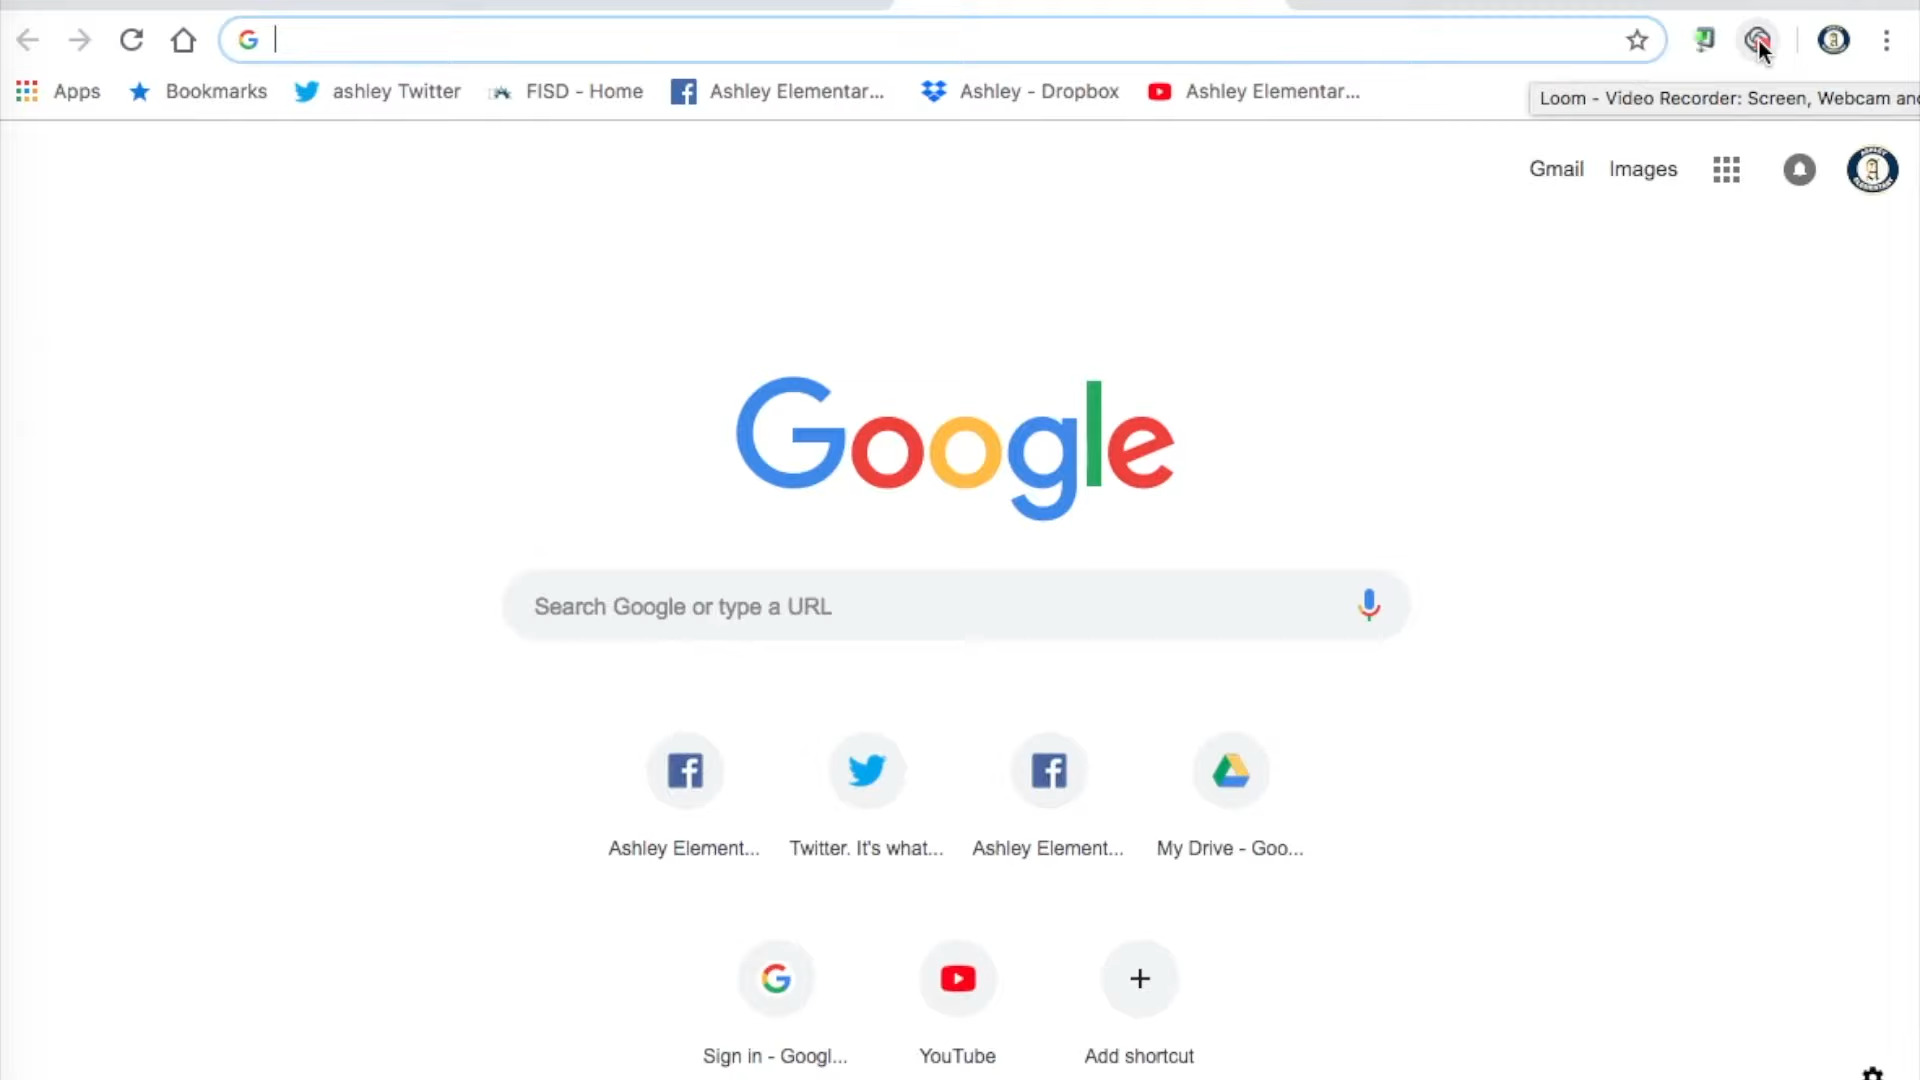 Apps Bookmarks ashley Twitter FISD - Home Ashley Elementar... Ashley - Dropbox Ashley Elementar...
Loom - Video Recorder: Screen, Webcam and
Gmail Images
Google
Search Google or type a URL
Ashley Element... Twitter. It's what... Ashley Element... My Drive - Goo...
Sign in - Googl... YouTube Add shortcut